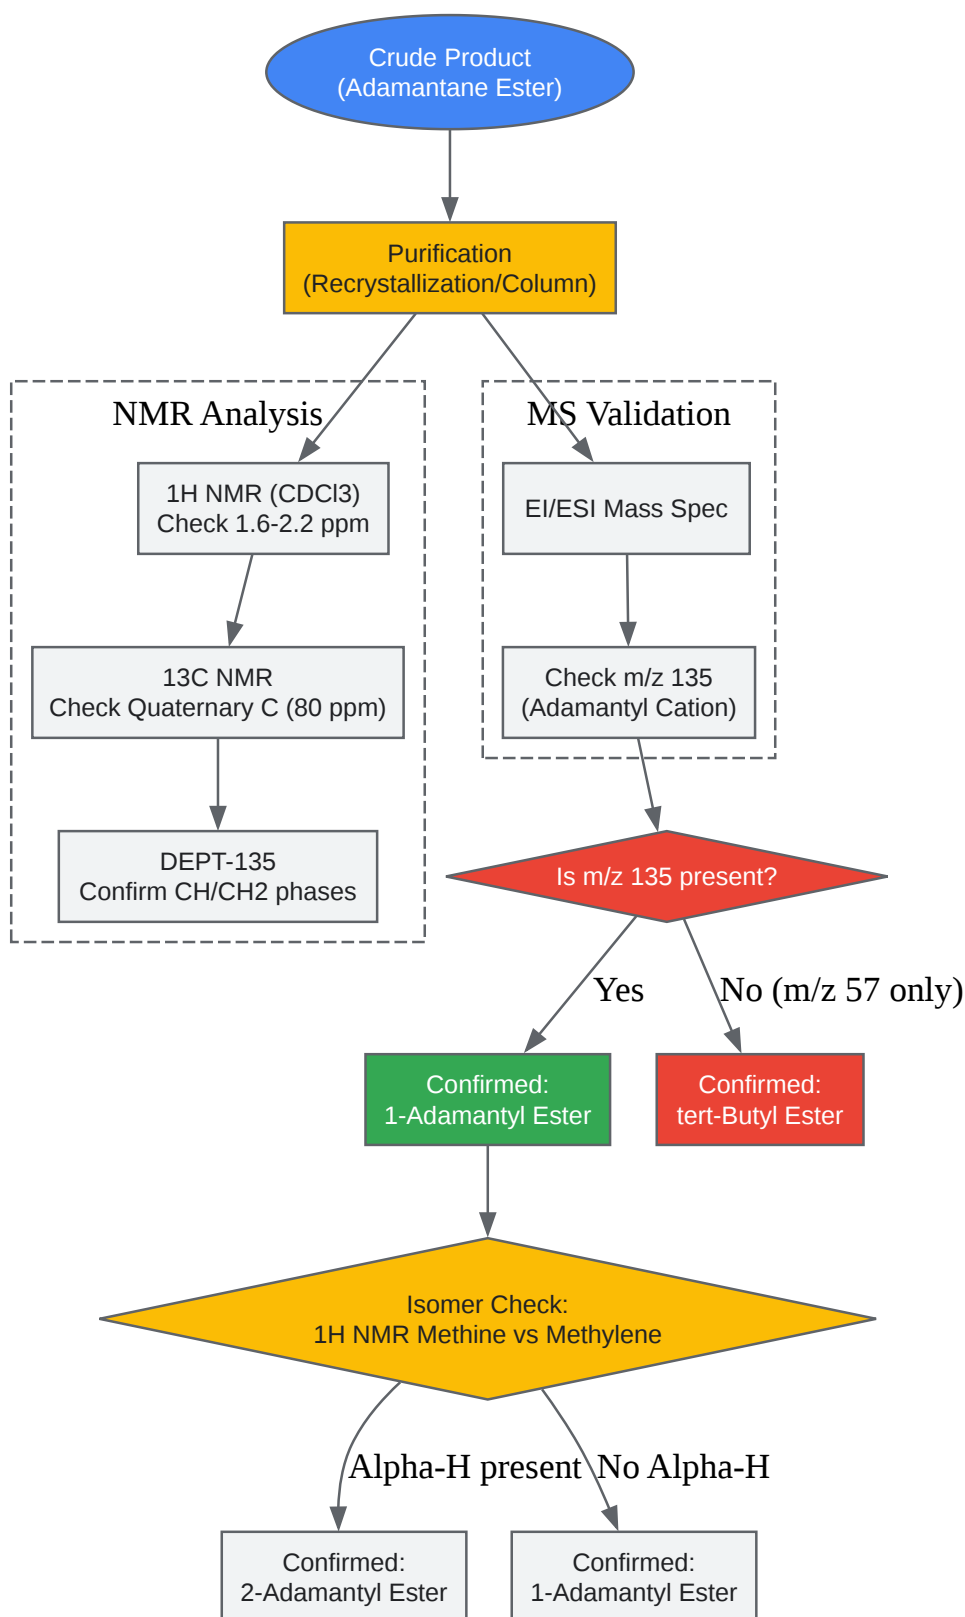 Crude Product
(Adamantane Ester)
Purification
(Recrystallization/Column)
NMR Analysis
MS Validation
1H NMR (CDCl3)
Check 1.6-2.2 ppm
EI/ESI Mass Spec
13C NMR
Check Quaternary C (80 ppm)
Check m/z 135
(Adamantyl Cation)
DEPT-135
Confirm CH/CH2 phases
Is m/z 135 present?
Yes
No (m/z 57 only)
Confirmed:
1-Adamantyl Ester
Confirmed:
tert-Butyl Ester
Isomer Check:
1H NMR Methine vs Methylene
Alpha-H present
No Alpha-H
Confirmed:
2-Adamantyl Ester
Confirmed:
1-Adamantyl Ester